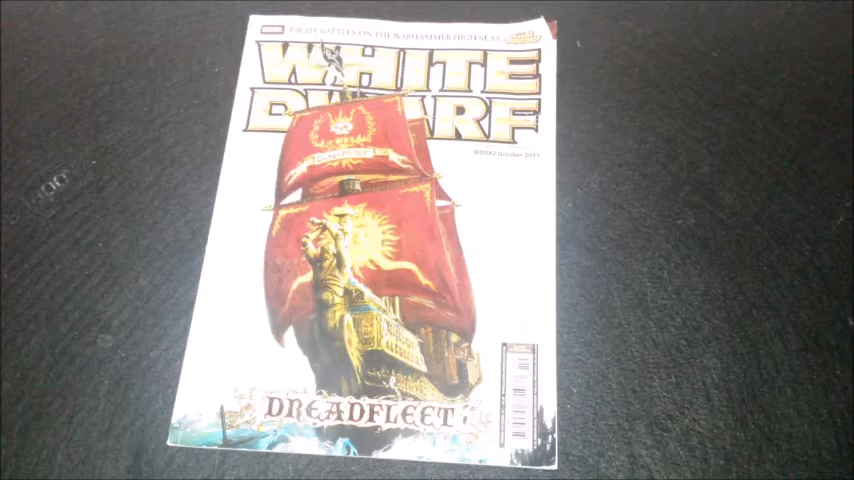 PIRATE BATTLES ON THE WARHAMMER HIGH SEAS
WHITE
DWARF
WD382 October 2011
DREADFLEET